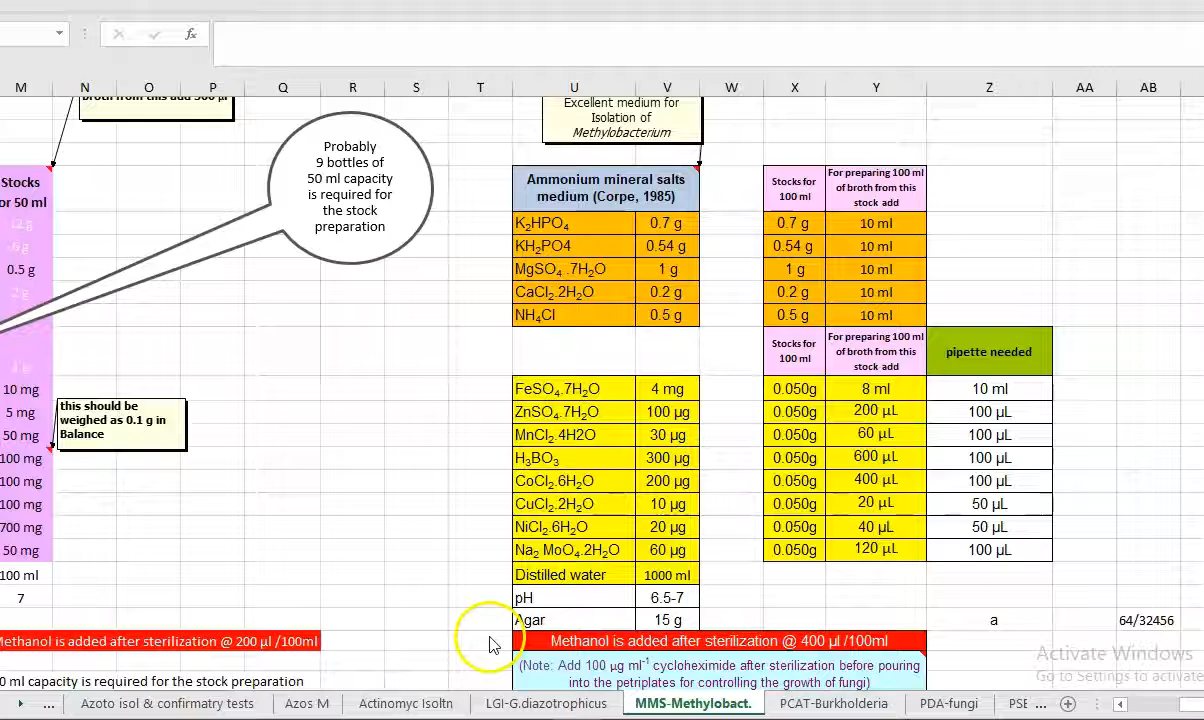 M N O P Q R S T U V W X Y Z AA AB
broth from this add 500 µl
Excellent medium for
Isolation of
Methylobacterium
Probably
9 bottles of
50 ml capacity
is required for
the stock
preparation
Stocks
or 50 ml
12 g
6 g
0.5 g
2 g
4 g
10 mg
5 mg
50 mg
100 mg
100 mg
100 mg
700 mg
50 mg
100 ml
7
this should be
weighed as 0.1 g in
Balance
Ammonium mineral salts
medium (Corpe, 1985)
K2HPO4 0.7 g
KH2PO4 0.54 g
MgSO4 .7H2O 1 g
CaCl2.2H2O 0.2 g
NH4Cl 0.5 g
FeSO4.7H2O 4 mg
ZnSO4.7H2O 100 µg
MnCl2.4H2O 30 µg
H3BO3 300 µg
CoCl2.6H2O 200 µg
CuCl2.2H2O 10 µg
NiCl2.6H2O 20 µg
Na2 MoO4.2H2O 60 µg
Distilled water 1000 ml
pH 6.5-7
Agar 15 g
Stocks for
100 ml
For preparing 100 ml
of broth from this
stock add
0.7 g 10 ml
0.54 g 10 ml
1 g 10 ml
0.2 g 10 ml
0.5 g 10 ml
Stocks for
100 ml
For preparing 100 ml
of broth from this
stock add
pipette needed
0.050g 8 ml 10 ml
0.050g 200 µL 100 µL
0.050g 60 µL 100 µL
0.050g 600 µL 100 µL
0.050g 400 µL 100 µL
0.050g 20 µL 50 µL
0.050g 40 µL 50 µL
0.050g 120 µL 100 µL
a 64/32456
Methanol is added after sterilization @ 200 µl /100ml
Methanol is added after sterilization @ 400 µl /100ml
(Note: Add 100 µg ml-1 cycloheximide after sterilization before pouring
into the petriplates for controlling the growth of fungi)
0 ml capacity is required for the stock preparation
Activate Windows
Go to Settings to activate
... Azoto isol & confirmatry tests Azos M Actinomyc Isoltn LGI-G.diazotrophicus MMS-Methylobact. PCAT-Burkholderia PDA-fungi PSE ...